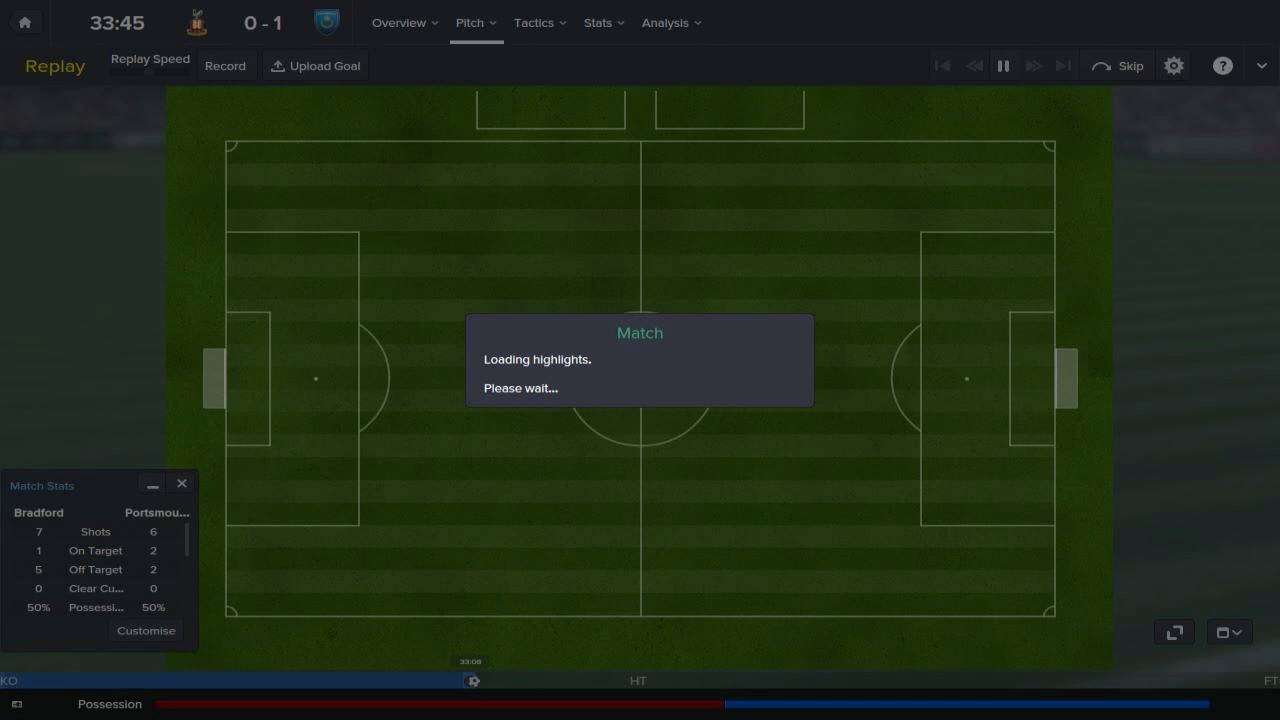 33:45
0 - 1
Overview
Pitch
Tactics
Stats
Analysis
Replay
Replay Speed
Record
Upload Goal
Skip
?
Match
Loading highlights.
Please wait...
Match Stats
Bradford Portsmou...
7 Shots 6
1 On Target 2
5 Off Target 2
0 Clear Cu... 0
50% Possessi... 50%
Customise
33:08
KO HT FT
Possession